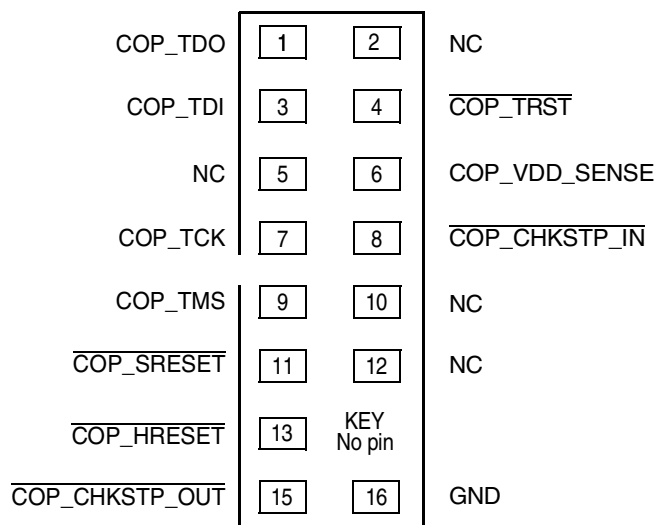 COP_TDO 1 2 NC
COP_TDI 3 4 COP_TRST
NC 5 6 COP_VDD_SENSE
COP_TCK 7 8 COP_CHKSTP_IN
COP_TMS 9 10 NC
COP_SRESET 11 12 NC
COP_HRESET 13 KEY
No pin
COP_CHKSTP_OUT 15 16 GND